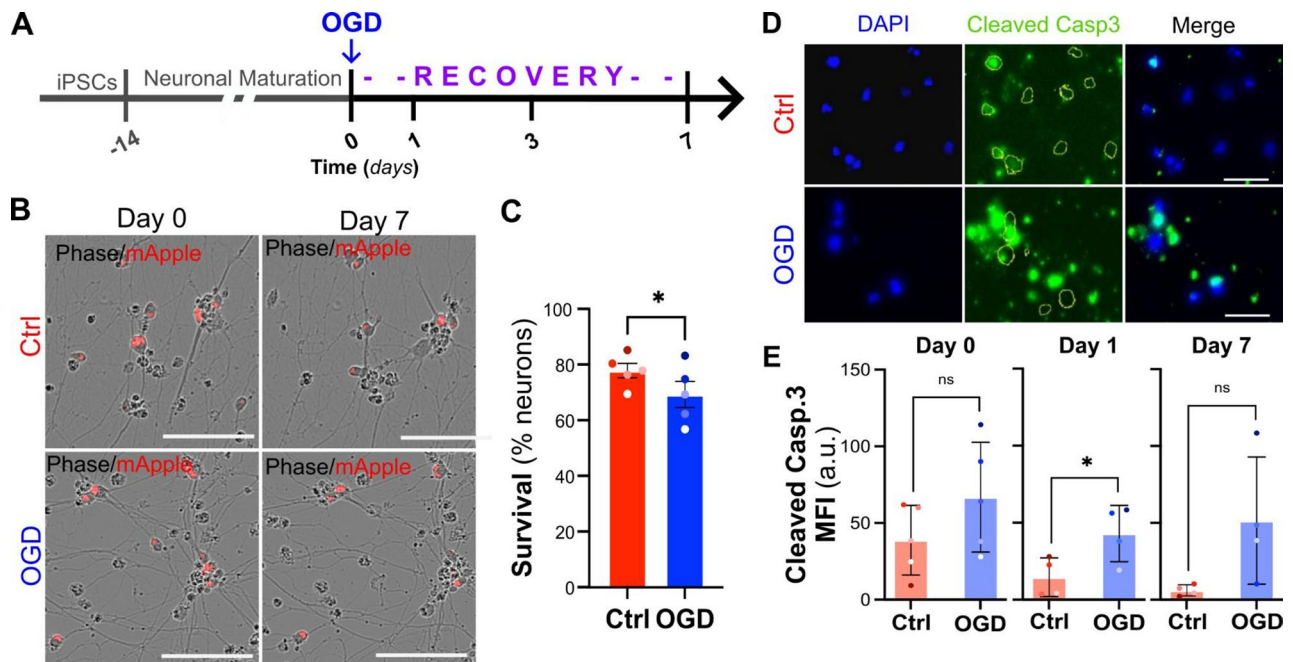 A
OGD
iPSCs
Neuronal Maturation
- - RECOVERY - -
-14
0
1
3
7
Time (days)
B
Day 0
Day 7
Ctrl
Phase/mApple
Phase/mApple
OGD
Phase/mApple
Phase/mApple
C
*
Survival (% neurons)
100
80
60
40
20
0
Ctrl
OGD
D
DAPI
Cleaved Casp3
Merge
Ctrl
OGD
E
Day 0
Day 1
Day 7
Cleaved Casp.3
MFI (a.u.)
150
100
50
0
ns
*
ns
Ctrl
OGD
Ctrl
OGD
Ctrl
OGD